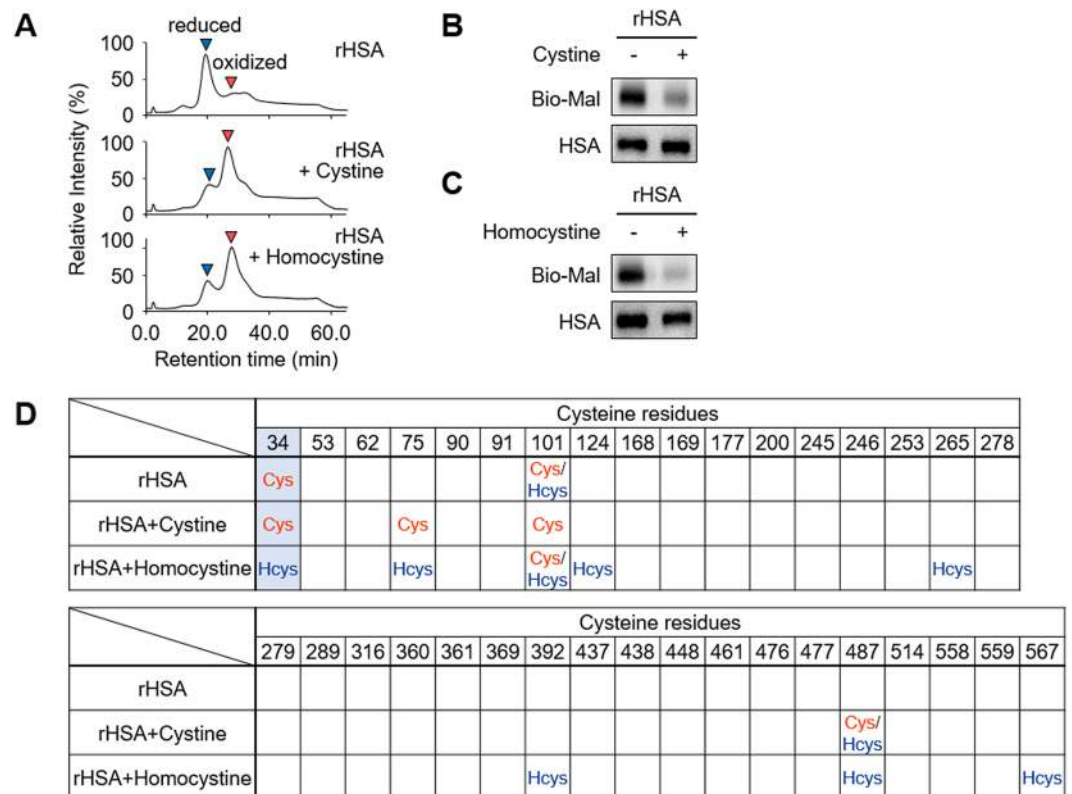 A
reduced
oxidized
rHSA
100
50
0
rHSA
+ Cystine
100
50
0
rHSA
+ Homocystine
100
50
0
Relative Intensity (%)
0.0 20.0 40.0 60.0
Retention time (min)
B
rHSA
Cystine - +
Bio-Mal
HSA
C
rHSA
Homocystine - +
Bio-Mal
HSA
D
Cysteine residues
34 53 62 75 90 91 101 124 168 169 177 200 245 246 253 265 278
rHSA Cys Cys/
Hcys
rHSA+Cystine Cys Cys Cys
rHSA+Homocystine Hcys Hcys Cys/
Hcys Hcys Hcys
Cysteine residues
279 289 316 360 361 369 392 437 438 448 461 476 477 487 514 558 559 567
rHSA
rHSA+Cystine Cys/
Hcys
rHSA+Homocystine Hcys Hcys Hcys